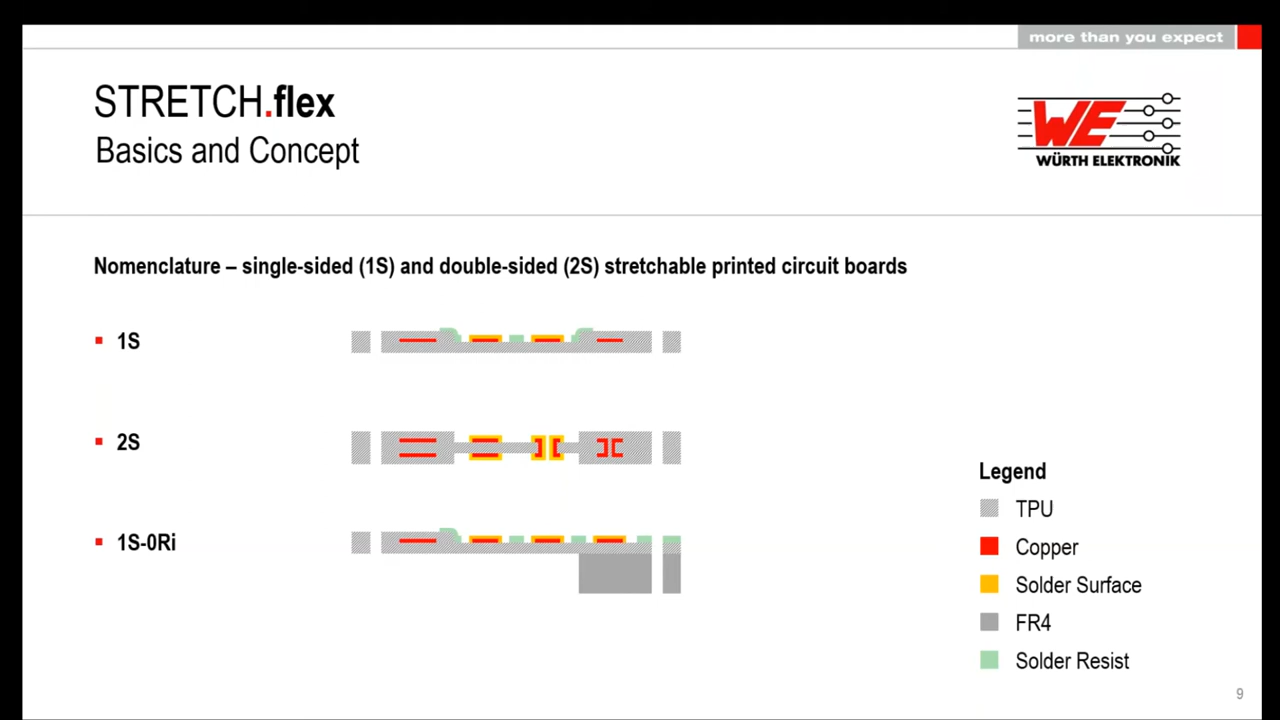 more than you expect
STRETCH.flex
Basics and Concept
WE
WÜRTH ELEKTRONIK
Nomenclature – single-sided (1S) and double-sided (2S) stretchable printed circuit boards
1S
2S
1S-0Ri
Legend
TPU
Copper
Solder Surface
FR4
Solder Resist
9